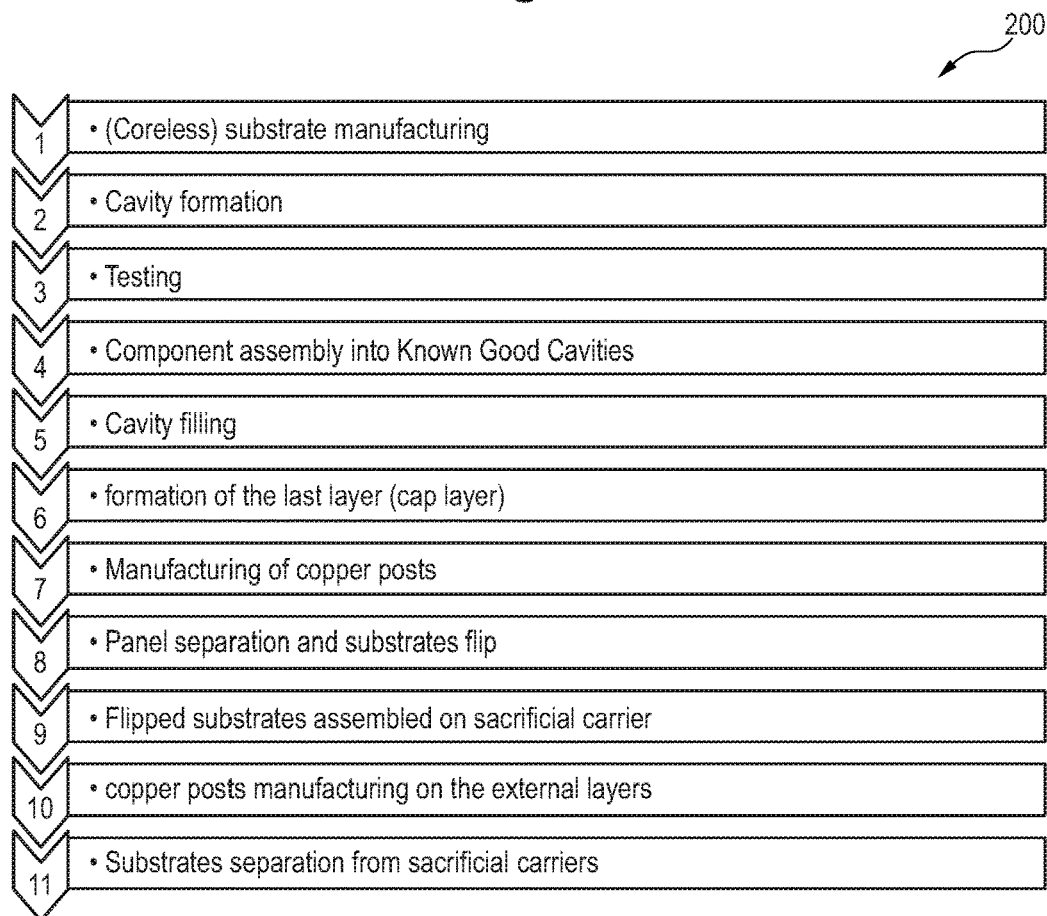 200
1 • (Coreless) substrate manufacturing
2 • Cavity formation
3 • Testing
4 • Component assembly into Known Good Cavities
5 • Cavity filling
6 • formation of the last layer (cap layer)
7 • Manufacturing of copper posts
8 • Panel separation and substrates flip
9 • Flipped substrates assembled on sacrificial carrier
10 • copper posts manufacturing on the external layers
11 • Substrates separation from sacrificial carriers